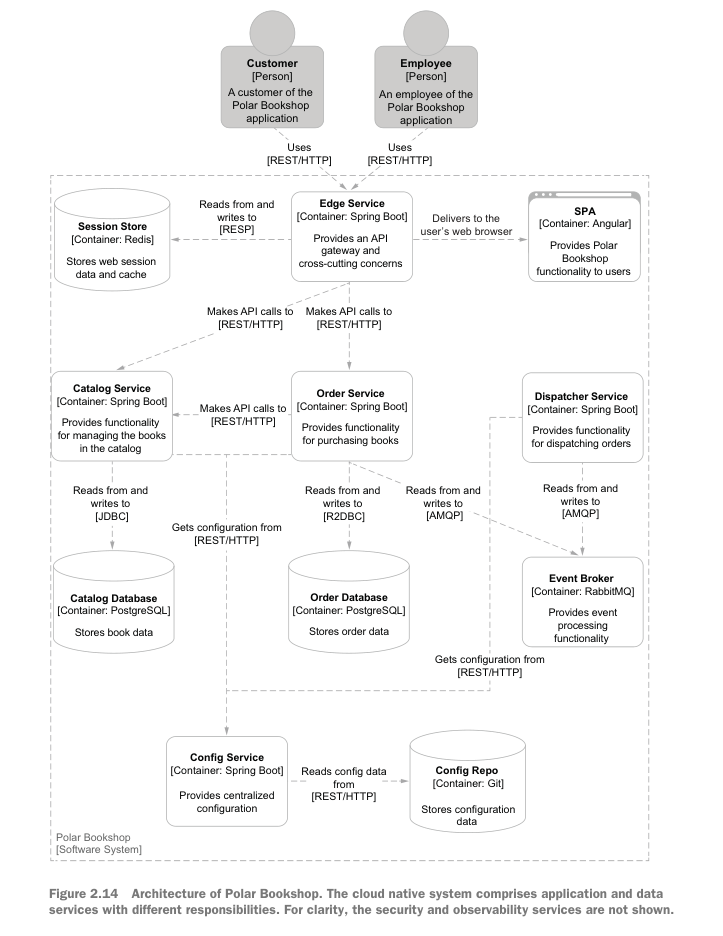 Customer
[Person]
A customer of the
Polar Bookshop
application
Employee
[Person]
An employee of the
Polar Bookshop
application
Uses
[REST/HTTP]
Uses
[REST/HTTP]
Session Store
[Container: Redis]
Stores web session
data and cache
Reads from and
writes to
[RESP]
Edge Service
[Container: Spring Boot]
Provides an API
gateway and
cross-cutting concerns
Delivers to the
user's web browser
SPA
[Container: Angular]
Provides Polar
Bookshop
functionality to users
Makes API calls to
[REST/HTTP]
Makes API calls to
[REST/HTTP]
Catalog Service
[Container: Spring Boot]
Provides functionality
for managing the books
in the catalog
Makes API calls to
[REST/HTTP]
Order Service
[Container: Spring Boot]
Provides functionality
for purchasing books
Dispatcher Service
[Container: Spring Boot]
Provides functionality
for dispatching orders
Reads from and
writes to
[JDBC]
Gets configuration from
[REST/HTTP]
Reads from and
writes to
[R2DBC]
Reads from and
writes to
[AMQP]
Reads from and
writes to
[AMQP]
Catalog Database
[Container: PostgreSQL]
Stores book data
Order Database
[Container: PostgreSQL]
Stores order data
Event Broker
[Container: RabbitMQ]
Provides event
processing
functionality
Gets configuration from
[REST/HTTP]
Config Service
[Container: Spring Boot]
Provides centralized
configuration
Reads config data
from
[REST/HTTP]
Config Repo
[Container: Git]
Stores configuration
data
Polar Bookshop
[Software System]
Figure 2.14 Architecture of Polar Bookshop. The cloud native system comprises application and data
services with different responsibilities. For clarity, the security and observability services are not shown.